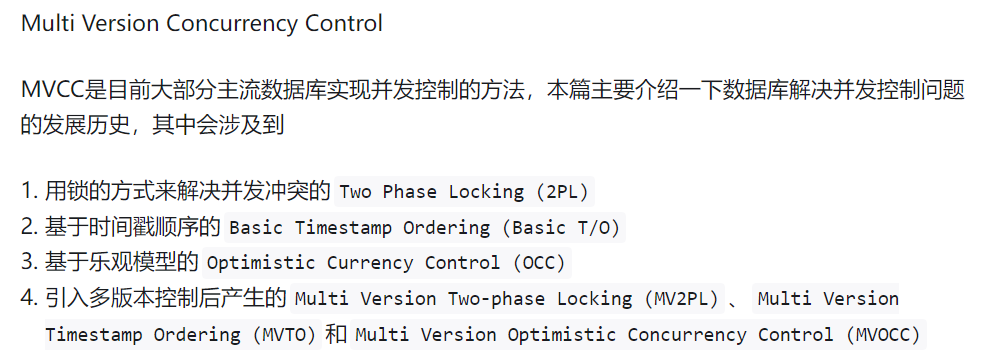 Multi Version Concurrency Control
MVCC是目前大部分主流数据库实现并发控制的方法，本篇主要介绍一下数据库解决并发控制问题
的发展历史，其中会涉及到
1. 用锁的方式来解决并发冲突的 Two Phase Locking (2PL)
2. 基于时间戳顺序的 Basic Timestamp Ordering (Basic T/O)
3. 基于乐观模型的 Optimistic Currency Control (OCC)
4. 引入多版本控制后产生的 Multi Version Two-phase Locking (MV2PL) 、 Multi Version
Timestamp Ordering (MVTO) 和 Multi Version Optimistic Concurrency Control (MVOCC)